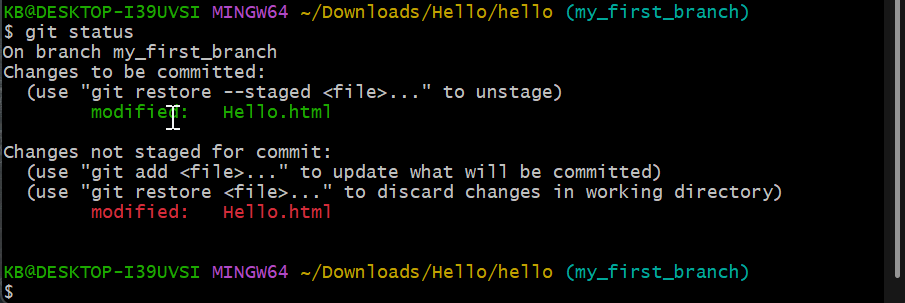 KB@DESKTOP-I39UVSI MINGW64 ~/Downloads/Hello/hello (my_first_branch)
$ git status
On branch my_first_branch
Changes to be committed:
  (use "git restore --staged <file>..." to unstage)
        modified:   Hello.html

Changes not staged for commit:
  (use "git add <file>..." to update what will be committed)
  (use "git restore <file>..." to discard changes in working directory)
        modified:   Hello.html

KB@DESKTOP-I39UVSI MINGW64 ~/Downloads/Hello/hello (my_first_branch)
$